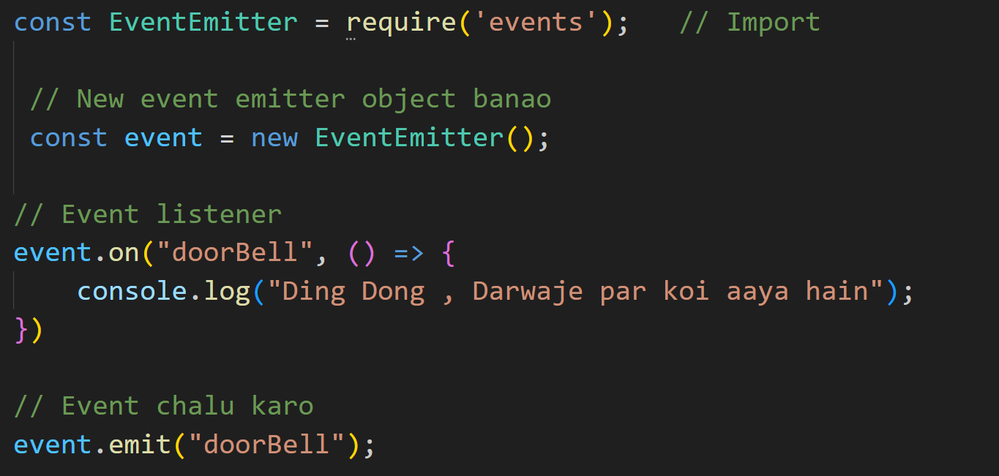 const EventEmitter = require('events');   // Import
// New event emitter object banao
const event = new EventEmitter();
// Event listener
event.on("doorBell", () => {
    console.log("Ding Dong , Darwaje par koi aaya hain");
})
// Event chalu karo
event.emit("doorBell");